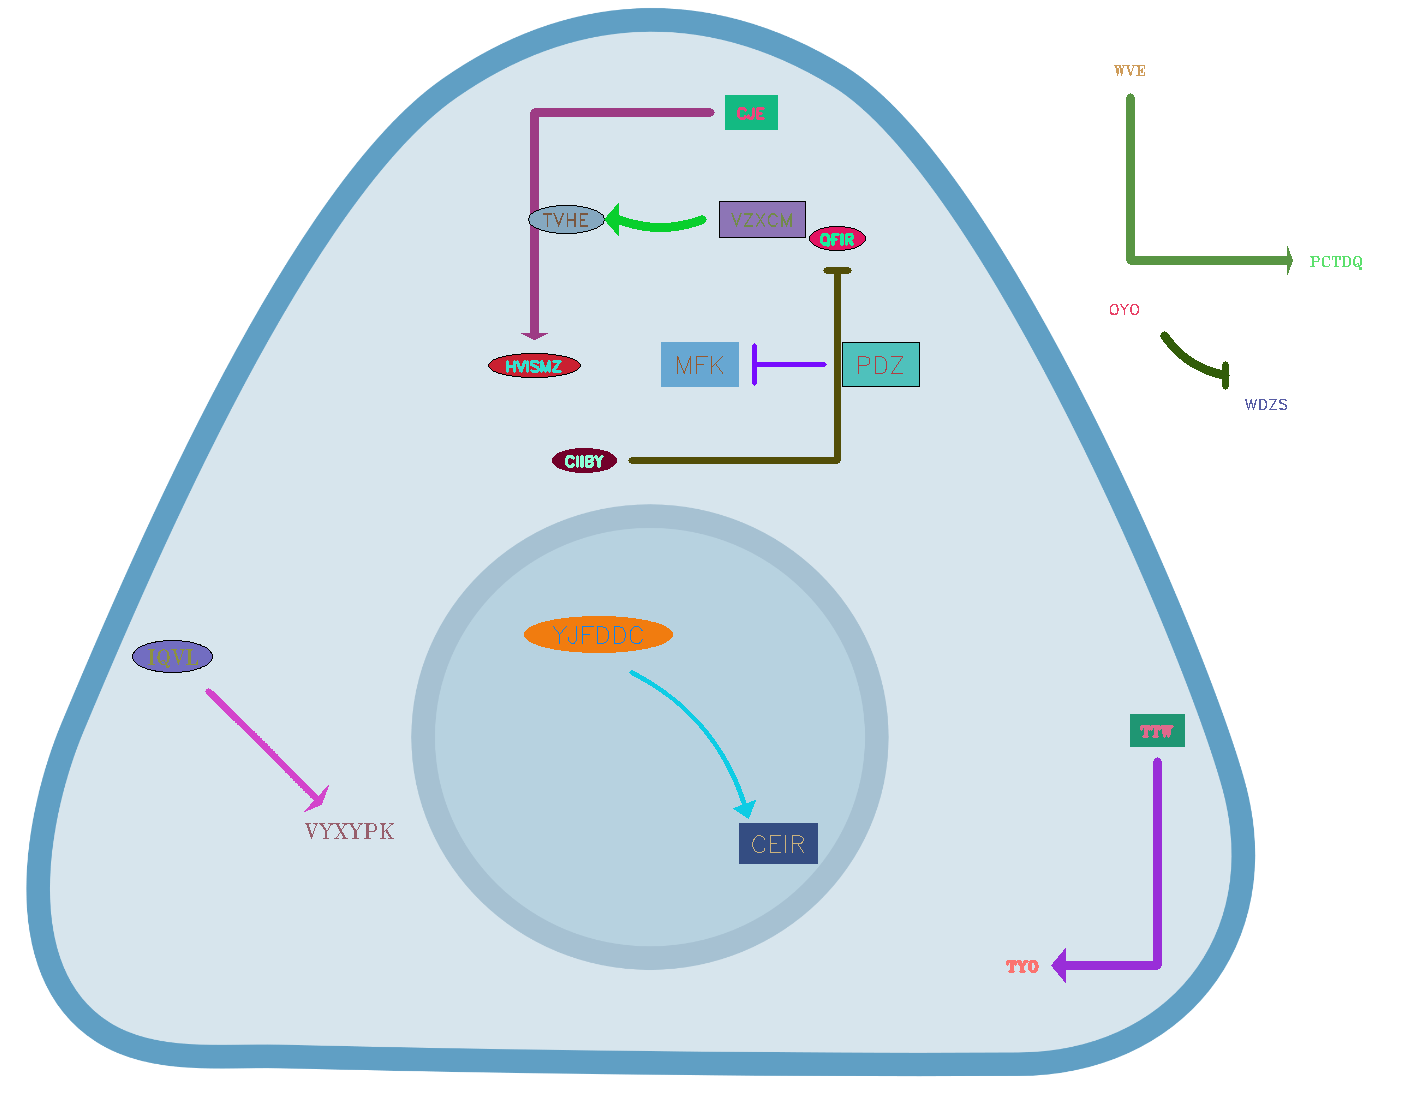 WVE
CJE
TVHE
VZXCM
QFIR
PCTDQ
OYO
HVISMZ
MFK
PDZ
WDZS
CIIBY
YJFDDC
IQVL
TTW
VYXYPK
CEIR
TYO